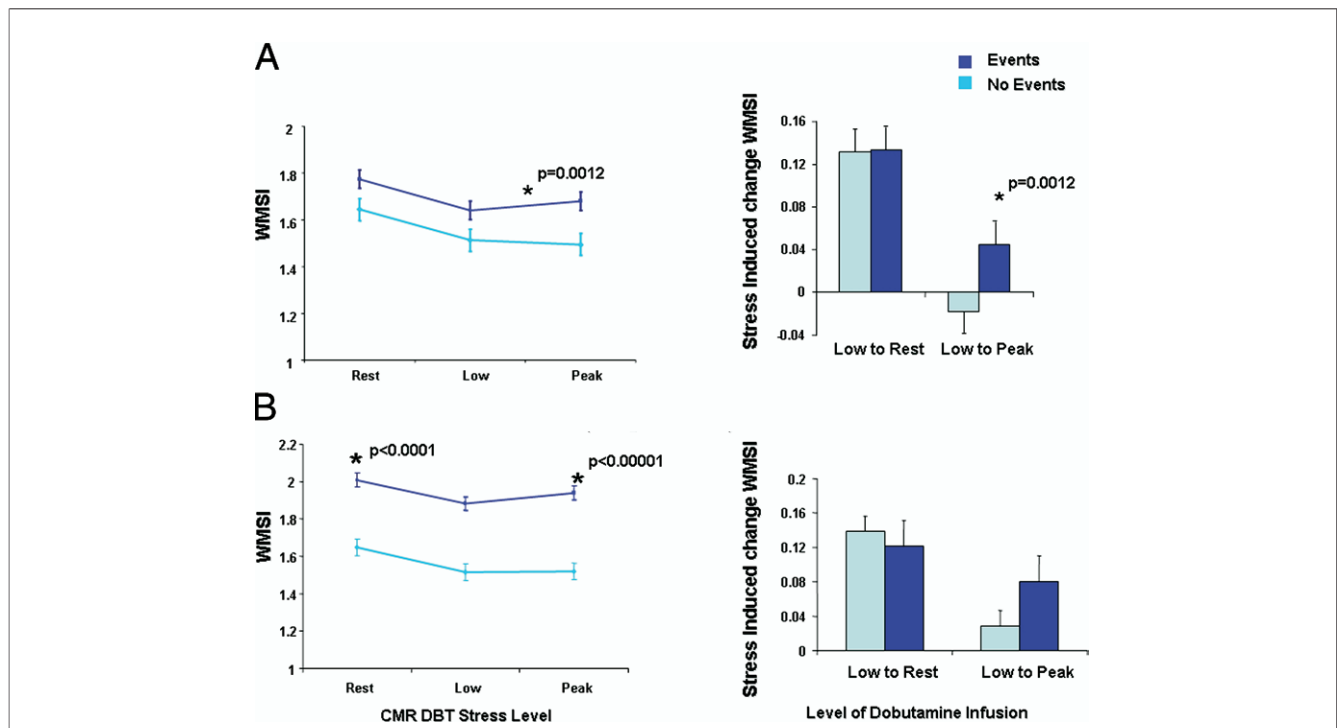 A
Events
No Events
WMSI
2
1.8
1.6
1.4
1.2
1
* p=0.0012
Rest Low Peak
Stress Induced change WMSI
0.16
0.12
0.08
0.04
0
-0.04
* p=0.0012
Low to Rest Low to Peak
B
WMSI
2.2
2
1.8
1.6
1.4
1.2
1
* p<0.0001
p<0.00001
*
Rest Low Peak
CMR DBT Stress Level
Stress Induced change WMSI
0.2
0.16
0.12
0.08
0.04
0
Low to Rest Low to Peak
Level of Dobutamine Infusion